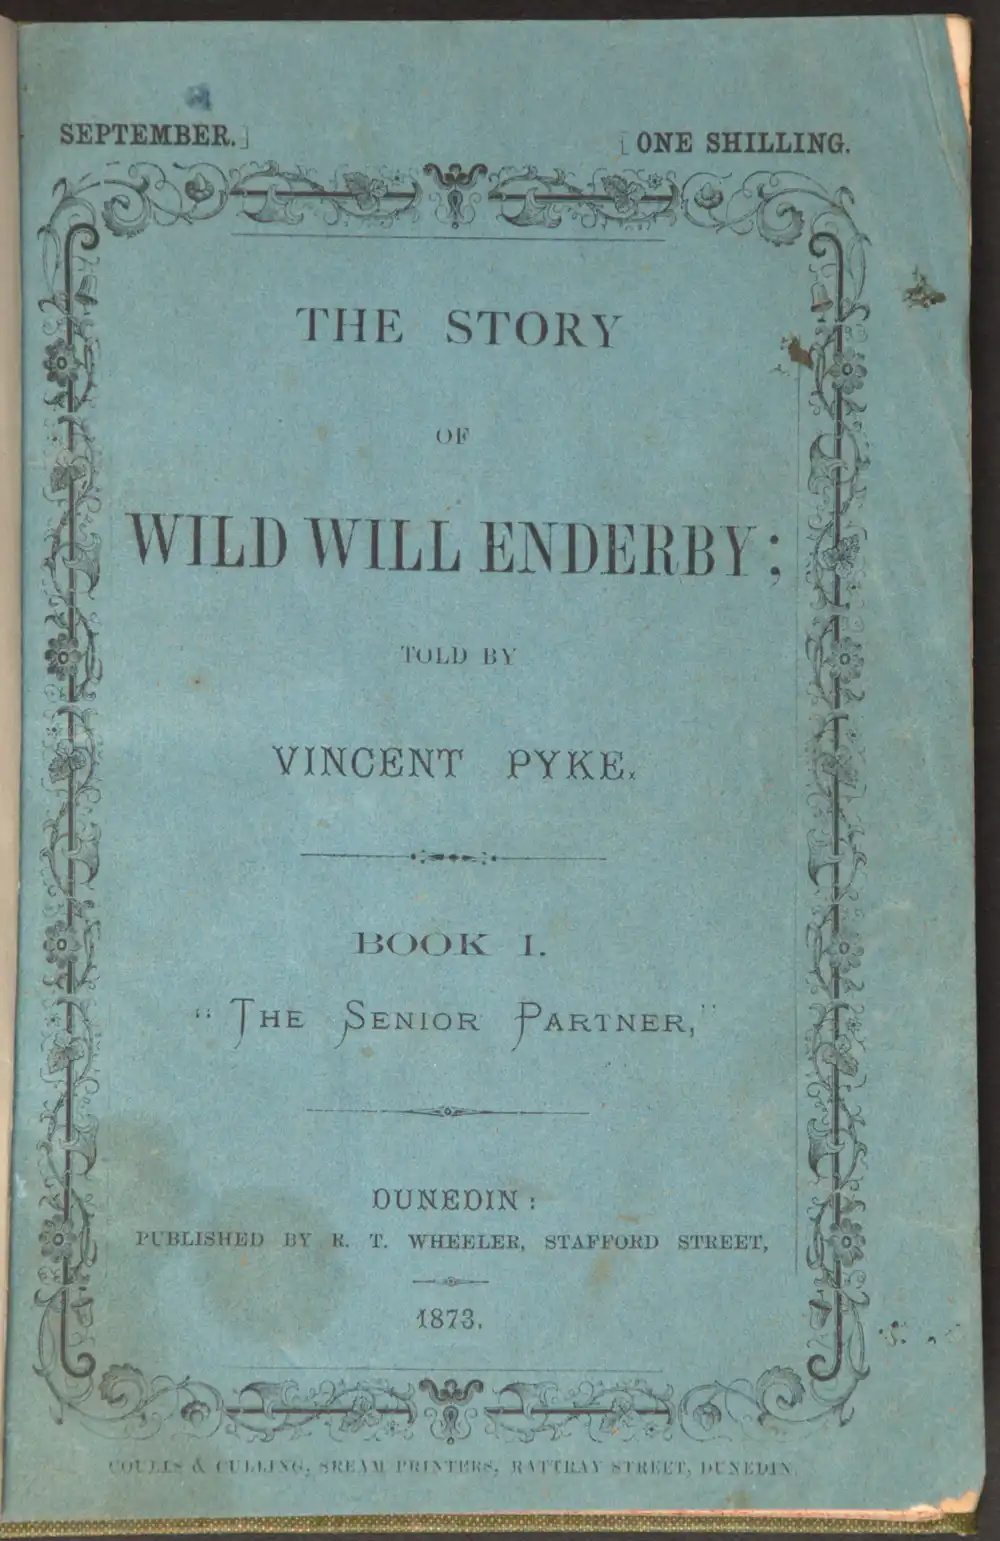 SEPTEMBER.] [ONE SHILLING.
THE STORY
OF
WILD WILL ENDERBY;
TOLD BY
VINCENT PYKE.
BOOK I.
"THE SENIOR PARTNER,"
DUNEDIN:
PUBLISHED BY R. T. WHEELER, STAFFORD STREET,
1873.
COULLS & CULLING, SREAM PRINTERS, RATTRAY STREET, DUNEDIN.